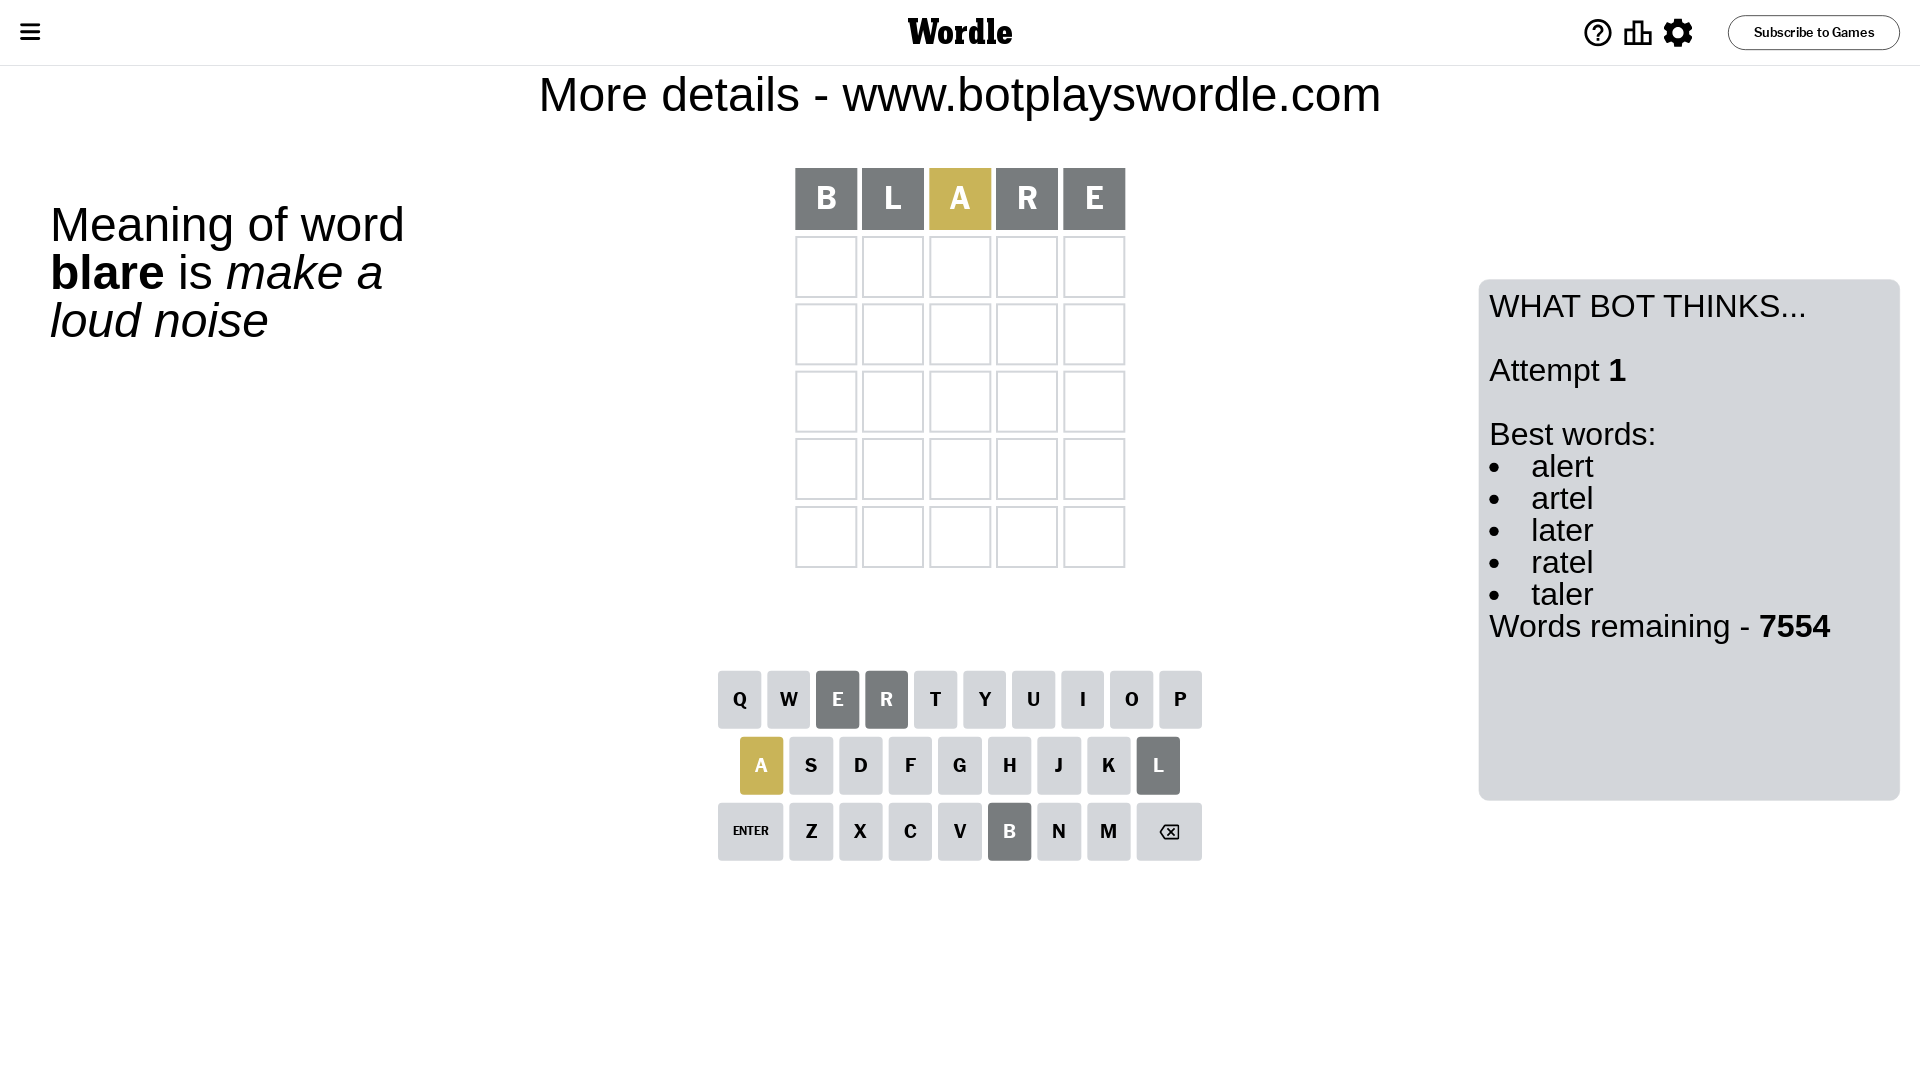 Wordle
Subscribe to Games
More details - www.botplayswordle.com
Meaning of word
blare is make a
loud noise
B L A R E
WHAT BOT THINKS...
Attempt 1
Best words:
• alert
• artel
• later
• ratel
• taler
Words remaining - 7554
Q W E R T Y U I O P
A S D F G H J K L
ENTER Z X C V B N M